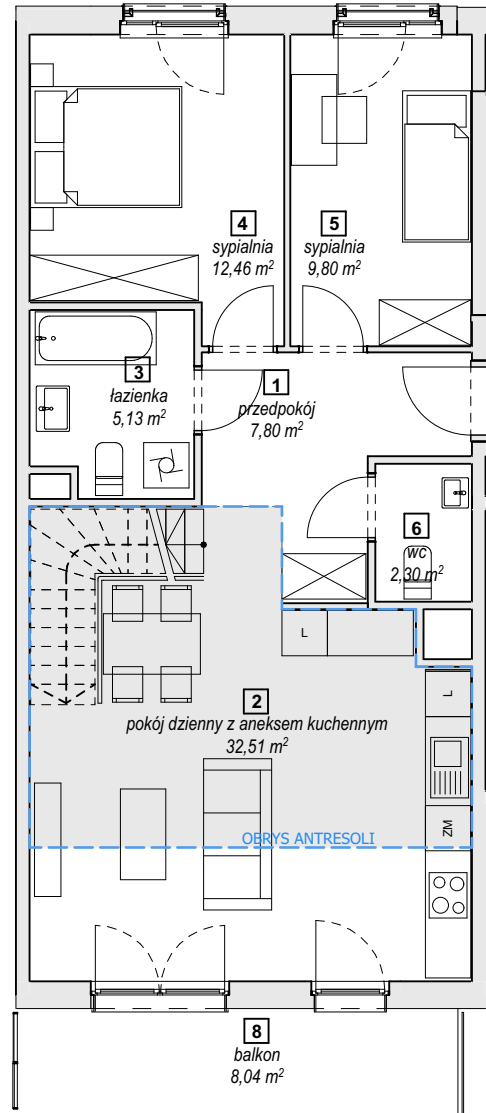 4
sypialnia
12,46 m²
5
sypialnia
9,80 m²
3
łazienka
5,13 m²
1
przedpokój
7,80 m²
6
wc
2,30 m²
L
2
pokój dzienny z aneksem kuchennym
32,51 m²
L
ZM
OBRYS ANTRESOLI
8
balkon
8,04 m²